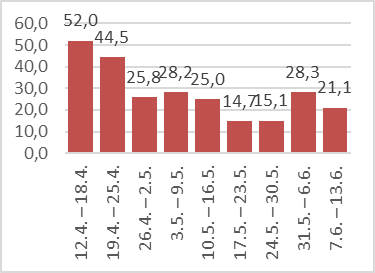 60,0
50,0
40,0
30,0
20,0
10,0
0,0
52,0
44,5
25,8
28,2
25,0
14,7
15,1
28,3
21,1
12.4. – 18.4.
19.4. – 25.4.
26.4. – 2.5.
3.5. – 9.5.
10.5. – 16.5.
17.5. – 23.5.
24.5. – 30.5.
31.5. – 6.6.
7.6. – 13.6.